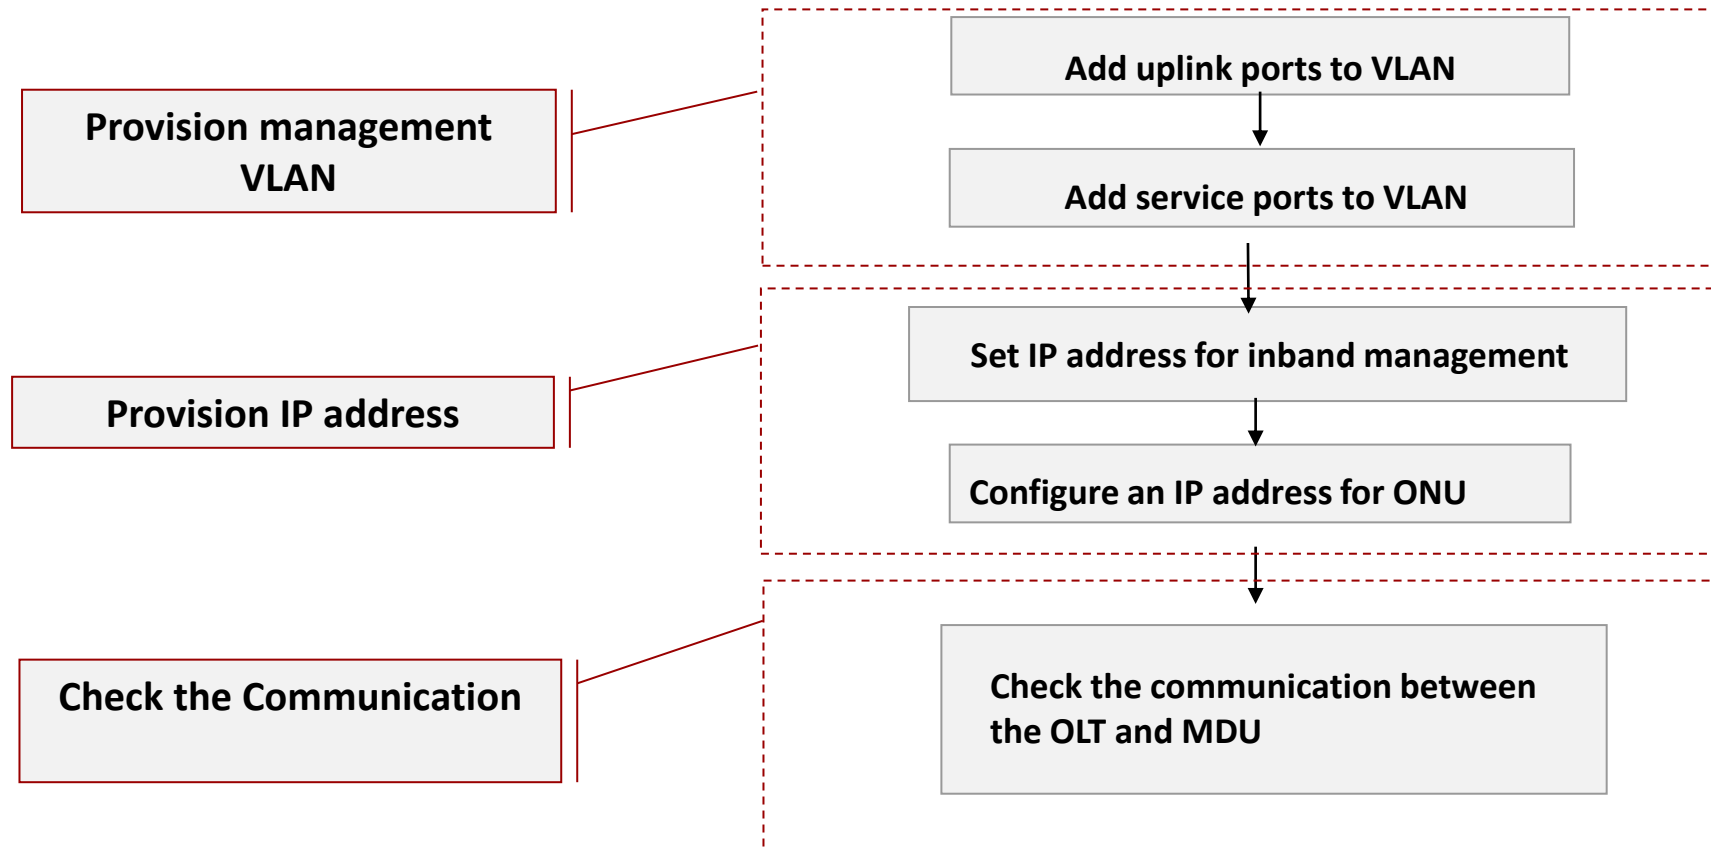 Add uplink ports to VLAN
Provision management
VLAN
Add service ports to VLAN
Set IP address for inband management
Provision IP address
Configure an IP address for ONU
Check the Communication
Check the communication between
the OLT and MDU